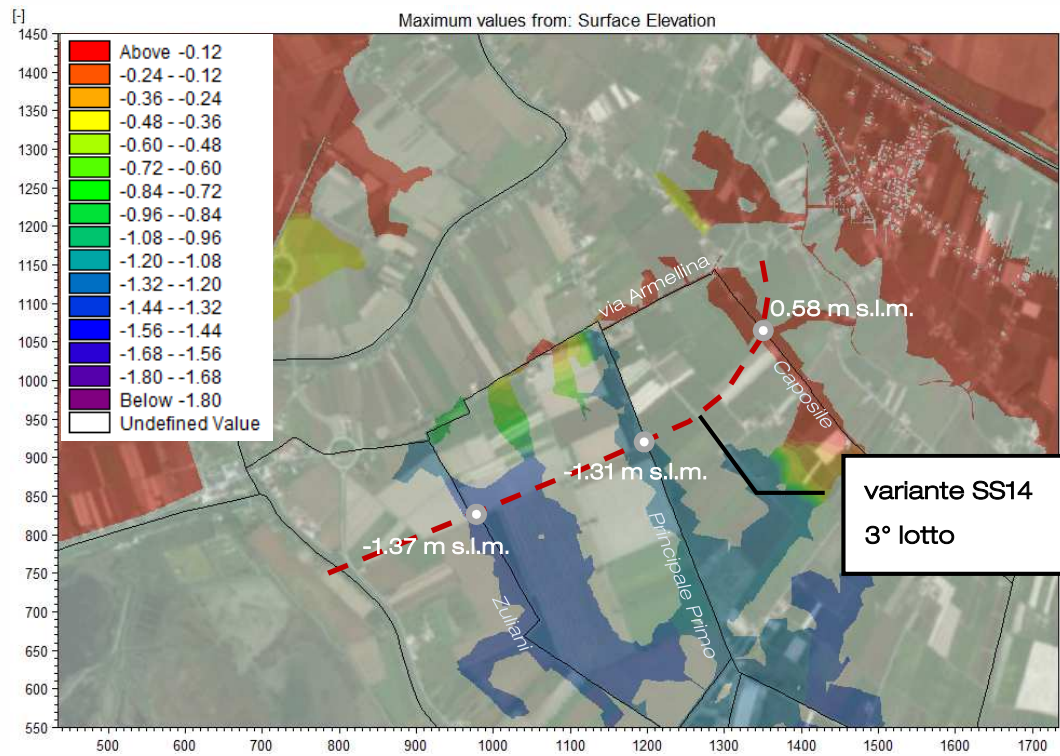 [-]
Maximum values from: Surface Elevation
1450
1400
1350
1300
1250
1200
1150
1100
1050
1000
950
900
850
800
750
700
650
600
550
Above -0.12
-0.24 - -0.12
-0.36 - -0.24
-0.48 - -0.36
-0.60 - -0.48
-0.72 - -0.60
-0.84 - -0.72
-0.96 - -0.84
-1.08 - -0.96
-1.20 - -1.08
-1.32 - -1.20
-1.44 - -1.32
-1.56 - -1.44
-1.68 - -1.56
-1.80 - -1.68
Below -1.80
Undefined Value
via Armellina
0.58 m s.l.m.
Caposile
-1.31 m s.l.m.
variante SS14
3° lotto
-1.37 m s.l.m.
Principale Primo
Zuliani
500 600 700 800 900 1000 1100 1200 1300 1400 1500 1600 1700